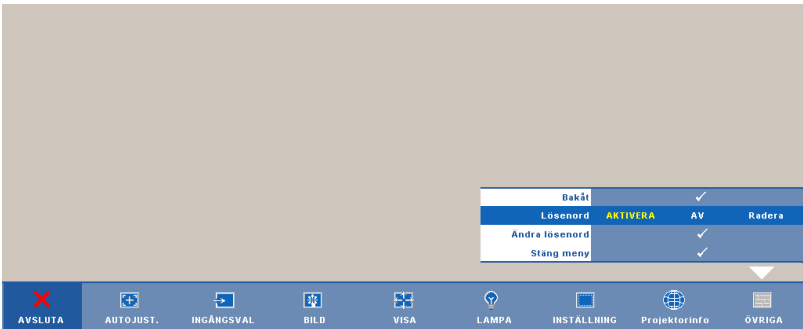 Bakåt
Lösenord AKTIVERA AV Radera
Ändra lösenord
Stäng meny
AVSLUTA AUTOJUST. INGÅNGSVAL BILD VISA LAMPA INSTÄLLNING Projektorinfo ÖVRIGA